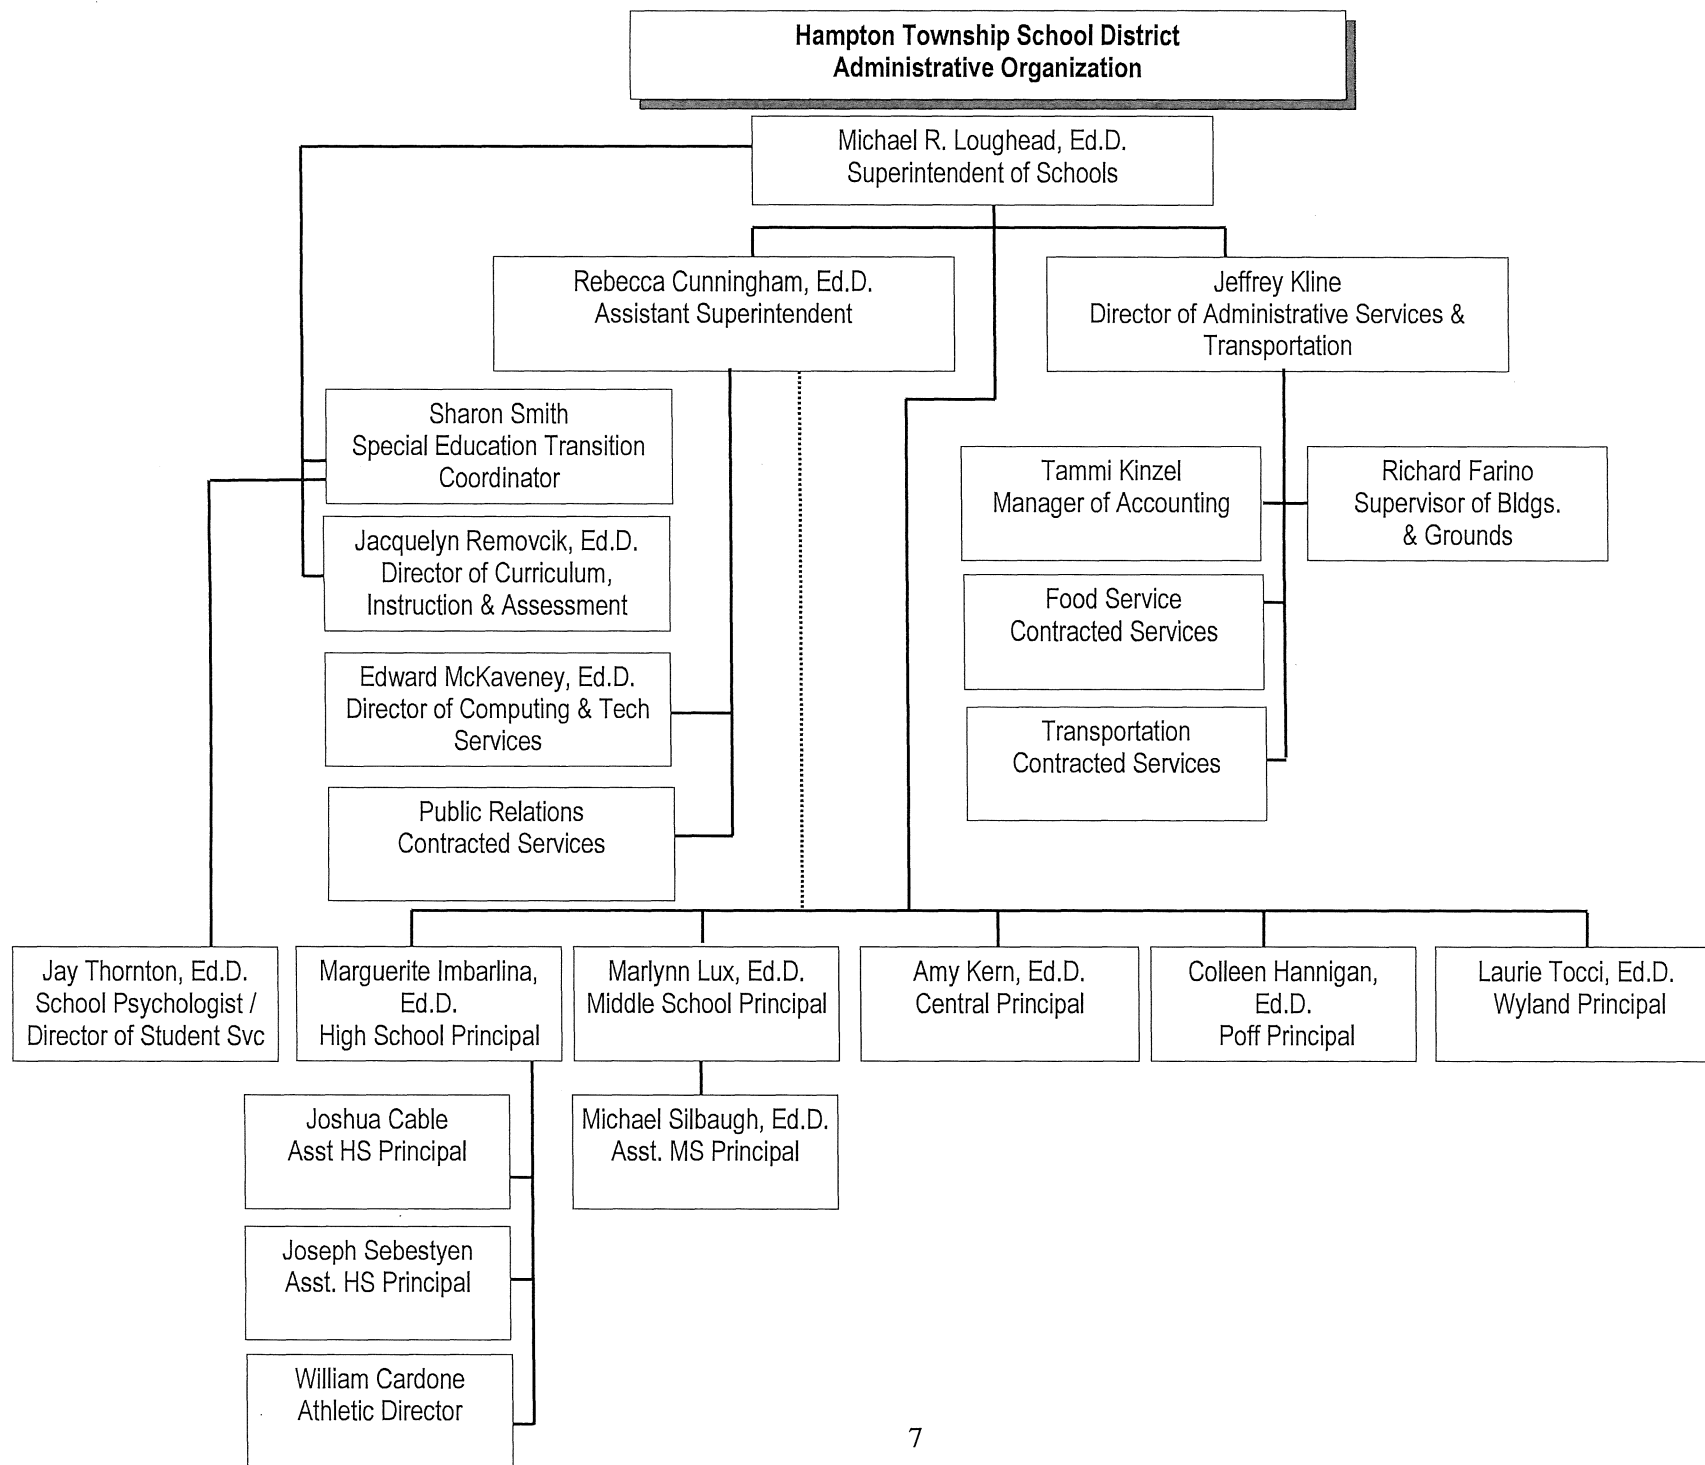 Hampton Township School District
Administrative Organization
Michael R. Loughead, Ed.D.
Superintendent of Schools
Rebecca Cunningham, Ed.D.
Assistant Superintendent
Jeffrey Kline
Director of Administrative Services &
Transportation
Sharon Smith
Special Education Transition
Coordinator
Jacquelyn Removcik, Ed.D.
Director of Curriculum,
Instruction & Assessment
Edward McKaveney, Ed.D.
Director of Computing & Tech
Services
Public Relations
Contracted Services
Tammi Kinzel
Manager of Accounting
Richard Farino
Supervisor of Bldgs.
& Grounds
Food Service
Contracted Services
Transportation
Contracted Services
Jay Thornton, Ed.D.
School Psychologist /
Director of Student Svc
Marguerite Imbarlina,
Ed.D.
High School Principal
Marlynn Lux, Ed.D.
Middle School Principal
Amy Kern, Ed.D.
Central Principal
Colleen Hannigan,
Ed.D.
Poff Principal
Laurie Tocci, Ed.D.
Wyland Principal
Joshua Cable
Asst HS Principal
Michael Silbaugh, Ed.D.
Asst. MS Principal
Joseph Sebestyen
Asst. HS Principal
William Cardone
Athletic Director
7